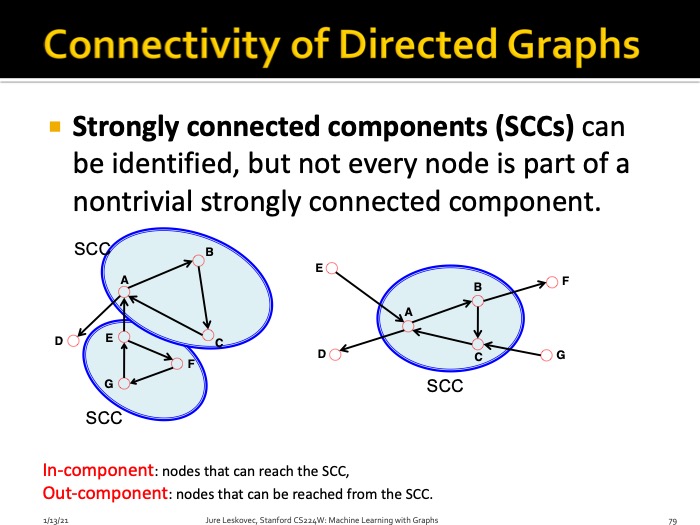 Connectivity of Directed Graphs
Strongly connected components (SCCs) can
be identified, but not every node is part of a
nontrivial strongly connected component.
SCC
B
A
D
E
C
F
G
SCC
E
B
F
A
D
C
G
SCC
In-component: nodes that can reach the SCC,
Out-component: nodes that can be reached from the SCC.
1/13/21
Jure Leskovec, Stanford CS224W: Machine Learning with Graphs
79